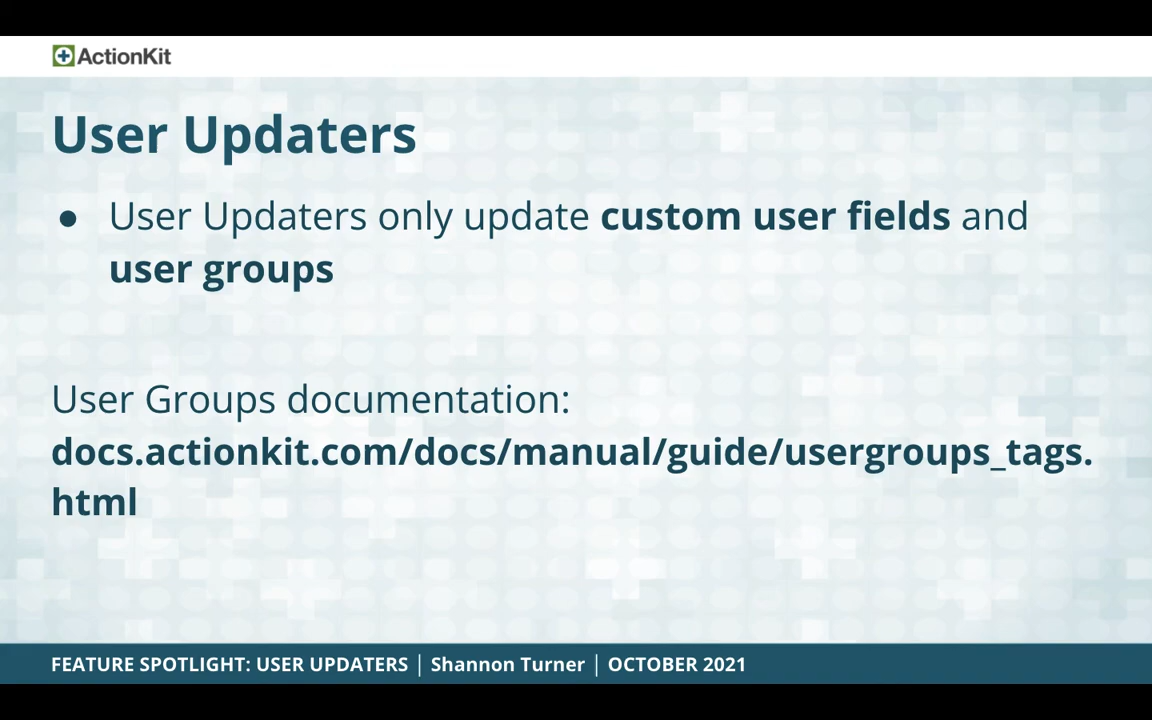 ActionKit
User Updaters
● User Updaters only update custom user fields and
user groups
User Groups documentation:
docs.actionkit.com/docs/manual/guide/usergroups_tags.
html
FEATURE SPOTLIGHT: USER UPDATERS | Shannon Turner | OCTOBER 2021